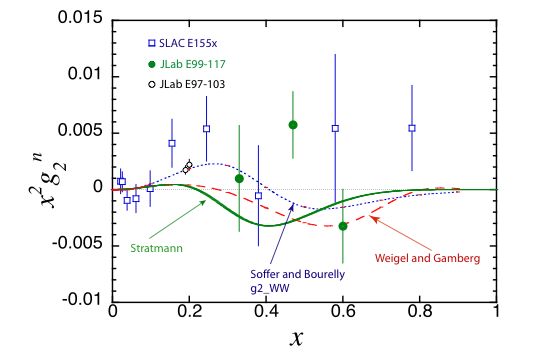 0.015
0.01
0.005
0
-0.005
-0.01
x²g₂ⁿ
SLAC E155x
JLab E99-117
JLab E97-103
Stratmann
Soffer and Bourelly
g2_WW
Weigel and Gamberg
0 0.2 0.4 0.6 0.8 1
x